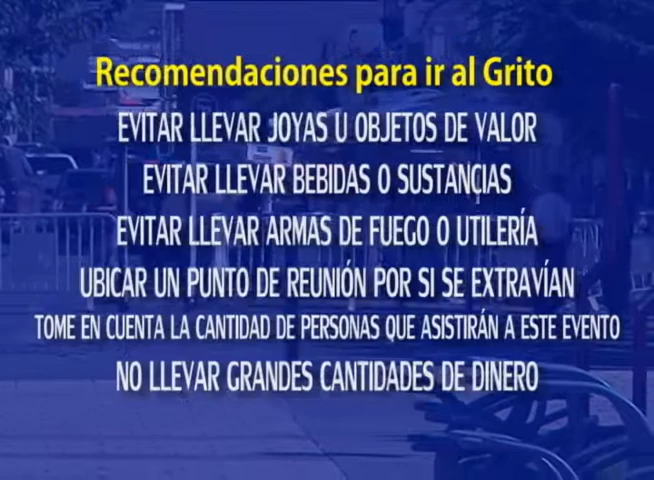 Recomendaciones para ir al Grito
EVITAR LLEVAR JOYAS U OBJETOS DE VALOR
EVITAR LLEVAR BEBIDAS O SUSTANCIAS
EVITAR LLEVAR ARMAS DE FUEGO O UTILERÍA
UBICAR UN PUNTO DE REUNIÓN POR SI SE EXTRAVÍAN
TOME EN CUENTA LA CANTIDAD DE PERSONAS QUE ASISTIRÁN A ESTE EVENTO
NO LLEVAR GRANDES CANTIDADES DE DINERO